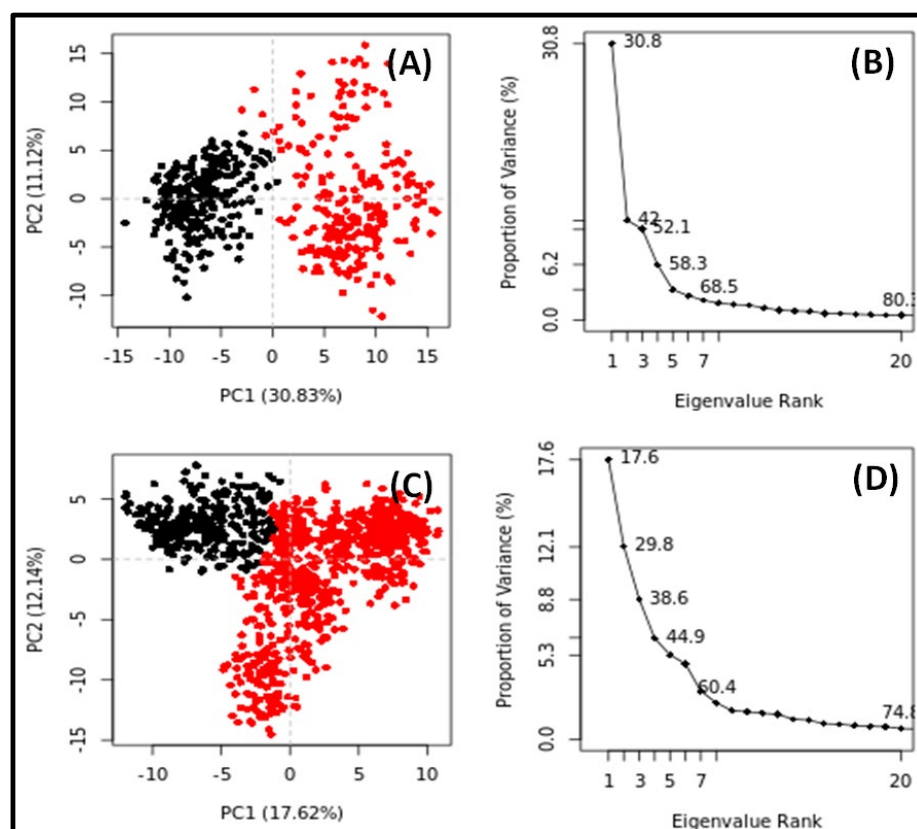 (A)
PC2 (11.12%)
15
10
5
0
-5
-10
-15 -10 -5 0 5 10 15
PC1 (30.83%)
(B)
Proportion of Variance (%)
30.8
6.2
0.0
30.8
42
52.1
58.3
68.5
80.3
1 3 5 7 20
Eigenvalue Rank
(C)
PC2 (12.14%)
5
0
-5
-10
-15
-10 -5 0 5 10
PC1 (17.62%)
(D)
Proportion of Variance (%)
17.6
12.1
8.8
5.3
0.0
17.6
29.8
38.6
44.9
60.4
74.8
1 3 5 7 20
Eigenvalue Rank